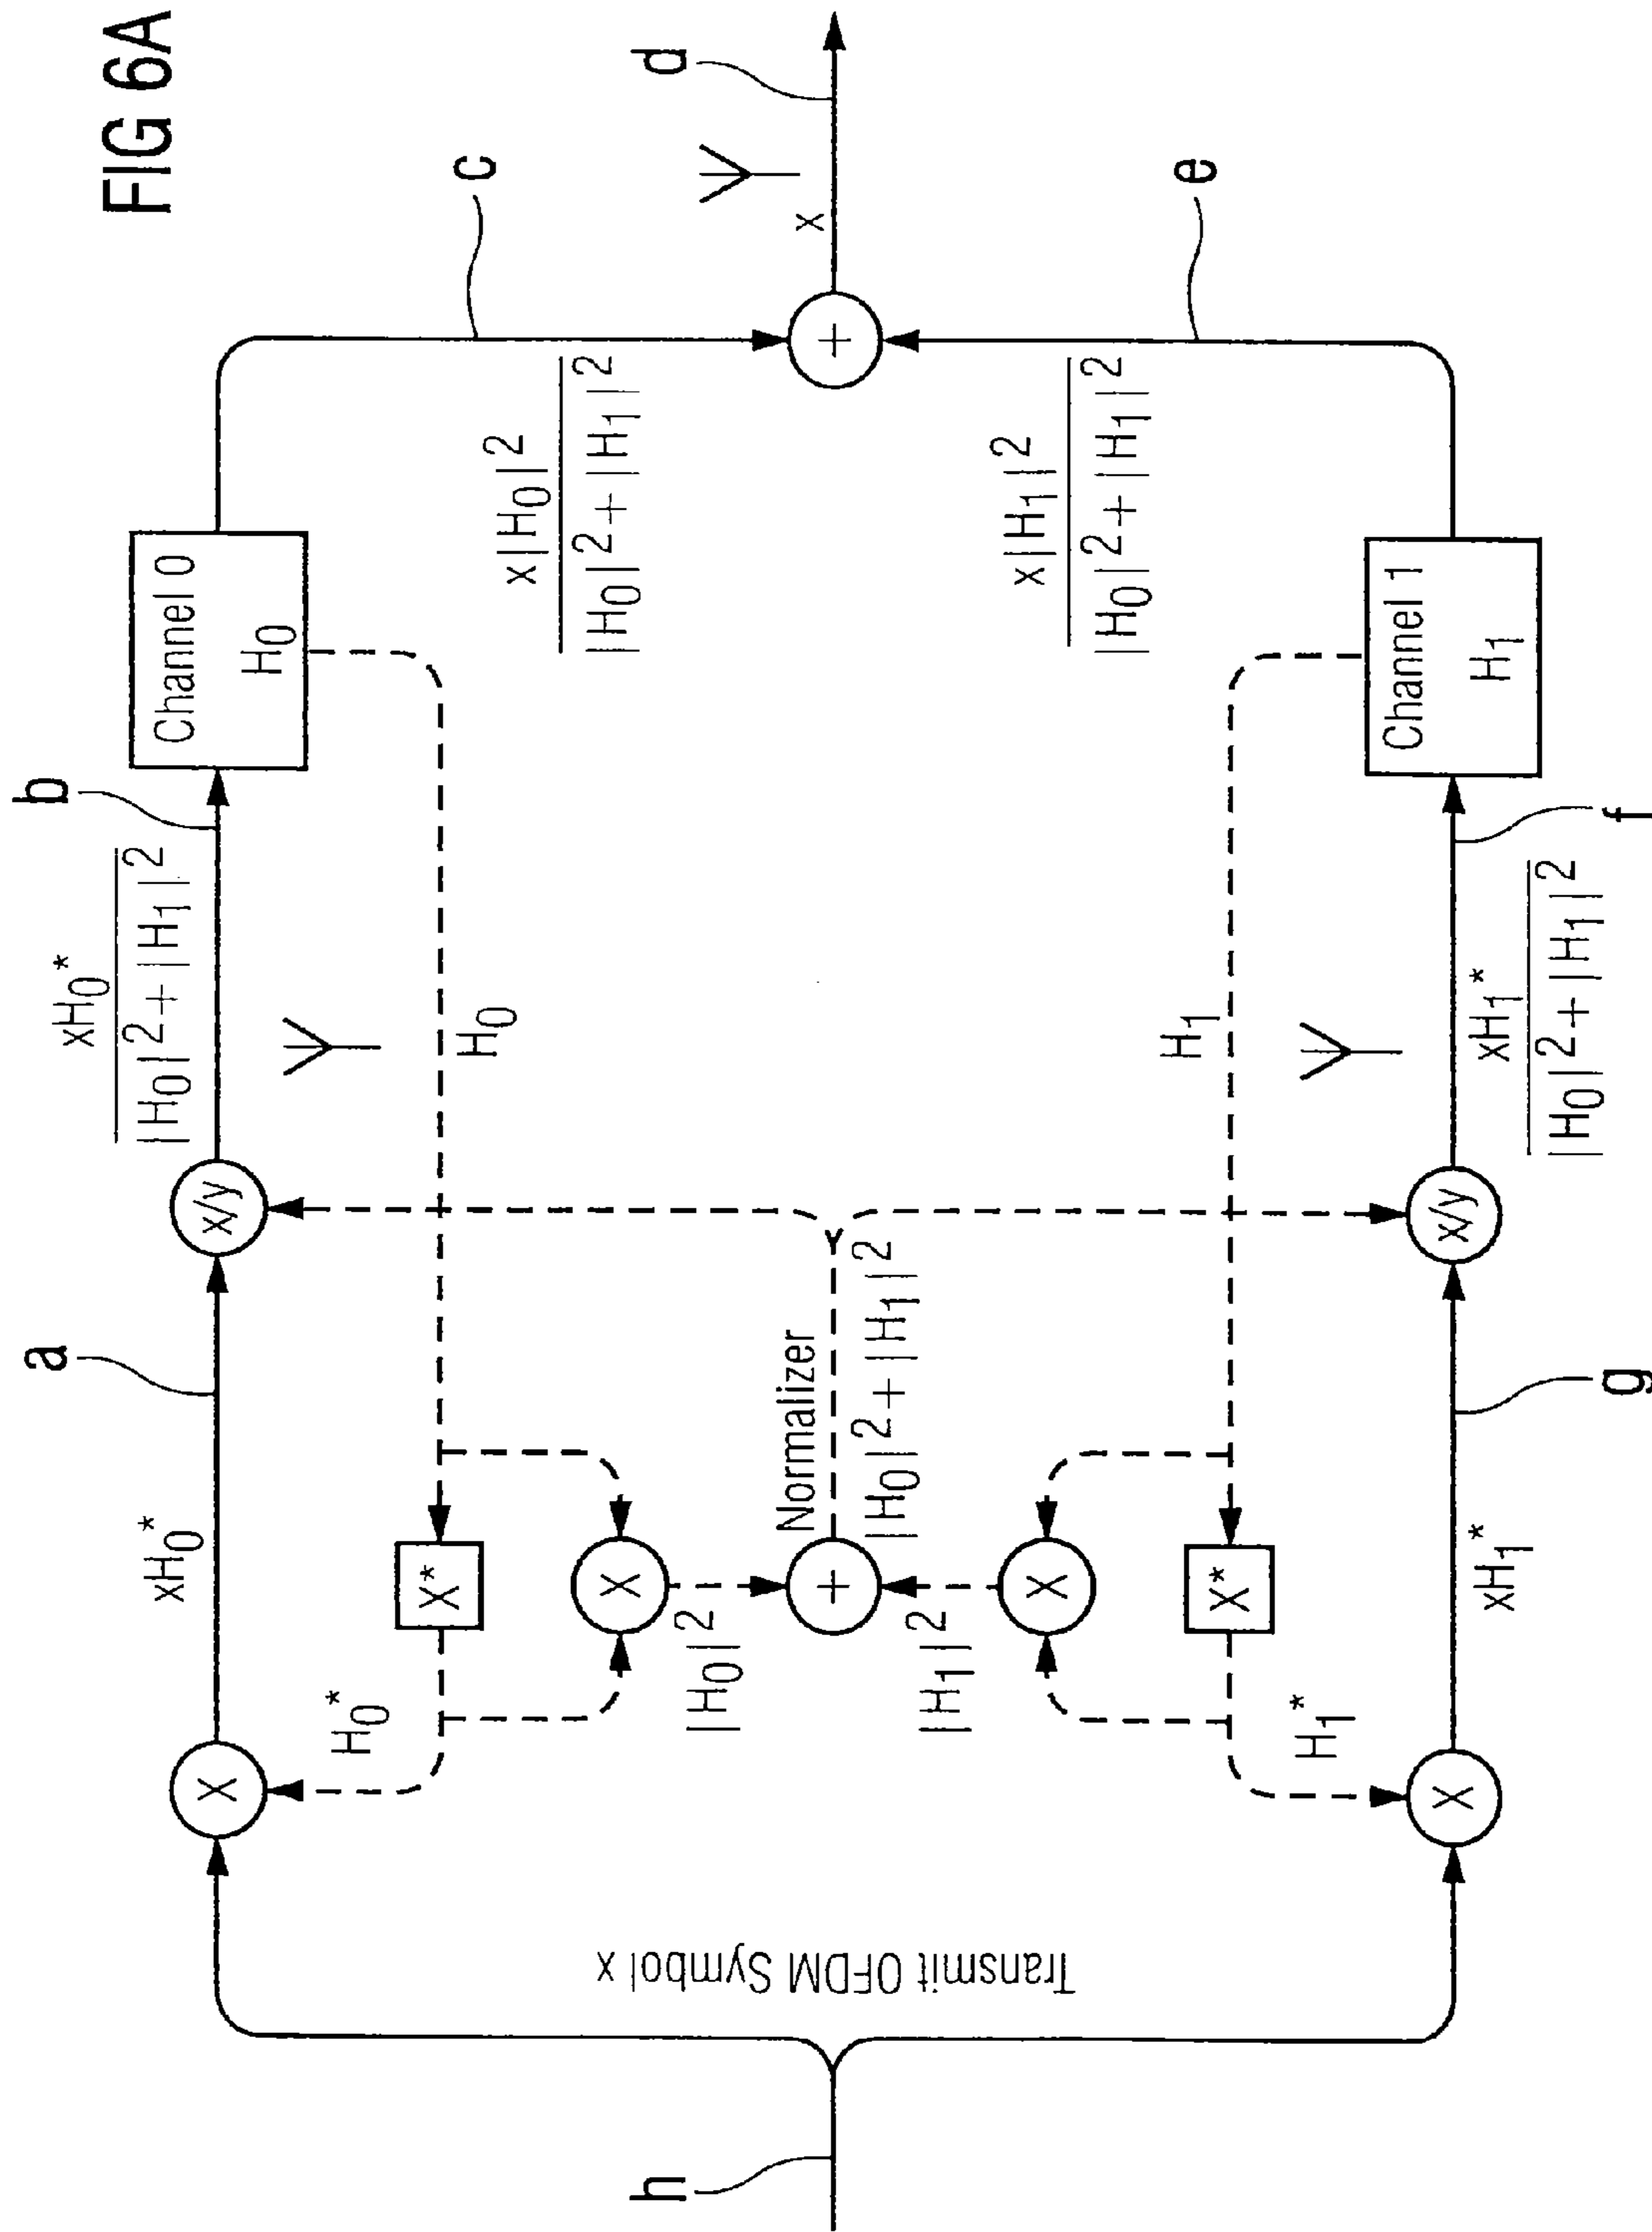 FIG 6A
a
b
c
d
e
f
g
h
Transmit OFDM Symbol x
X
xH₀*
x/y
xH₀*
|H₀|²+||H₁||²
Channel 0
H₀
x||H₀||²
||H₀|²+||H₁||²
H₀
H₀*
X*
X
||H₀||²
+
Normalizer
||H₀||²+||H₁||²
||H₁||²
X
X*
H₁*
H₁
x||H₁||²
||H₀|²+||H₁||²
+
x
X
xH₁*
x/y
xH₁*
||H₀||²+||H₁||²
Channel 1
H₁